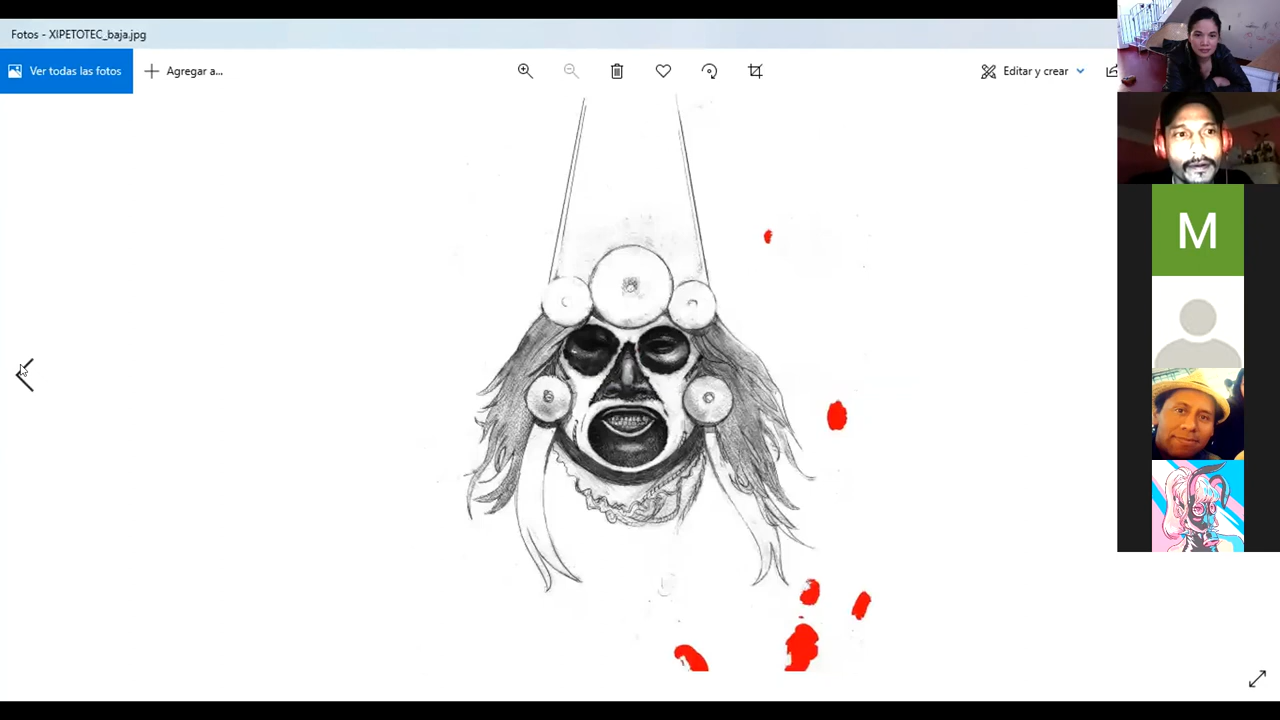 Fotos - XIPETOTEC_baja.jpg
Ver todas las fotos
Agregar a...
Editar y crear
M